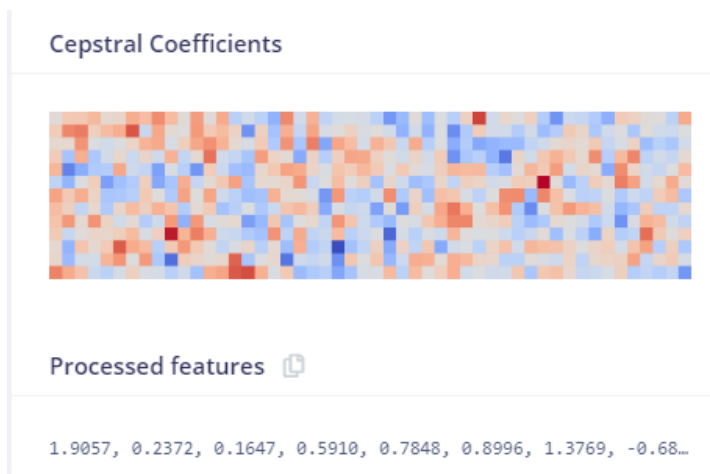 Cepstral Coefficients
Processed features
1.9057, 0.2372, 0.1647, 0.5910, 0.7848, 0.8996, 1.3769, -0.68…